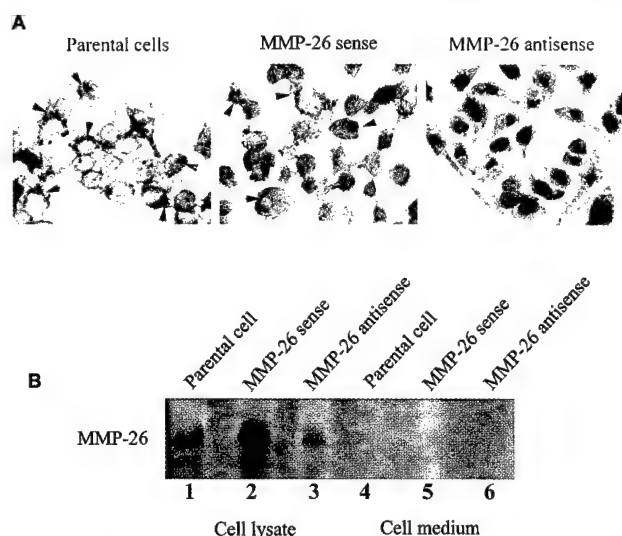 A
Parental cells MMP-26 sense MMP-26 antisense
Parental cell MMP-26 sense MMP-26 antisense Parental cell MMP-26 sense MMP-26 antisense
B
MMP-26
1 2 3 4 5 6
Cell lysate Cell medium